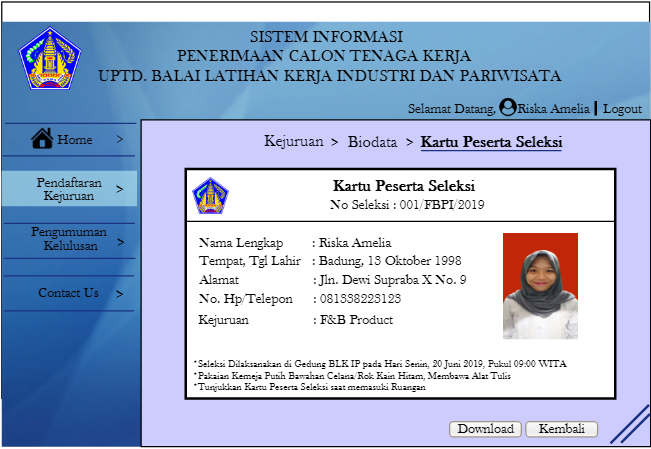 SISTEM INFORMASI
PENERIMAAN CALON TENAGA KERJA
UPTD. BALAI LATIHAN KERJA INDUSTRI DAN PARIWISATA
Selamat Datang, Riska Amelia | Logout
Home >
Pendaftaran Kejuruan >
Pengumuman Kelulusan >
Contact Us >
Kejuruan > Biodata > Kartu Peserta Seleksi
Kartu Peserta Seleksi
No Seleksi : 001/FBPI/2019
Nama Lengkap : Riska Amelia
Tempat, Tgl Lahir : Badung, 13 Oktober 1998
Alamat : Jln. Dewi Supraba X No. 9
No. Hp/Telepon : 081338223123
Kejuruan : F&B Product
*Seleksi Dilaksanakan di Gedung BLK IP pada Hari Senin, 20 Juni 2019, Pukul 09:00 WITA
*Pakaian Kemeja Putih Bawahan Celana/Rok Kain Hitam, Membawa Alat Tulis
*Tunjukkan Kartu Peserta Seleksi saat memasuki Ruangan
Download Kembali